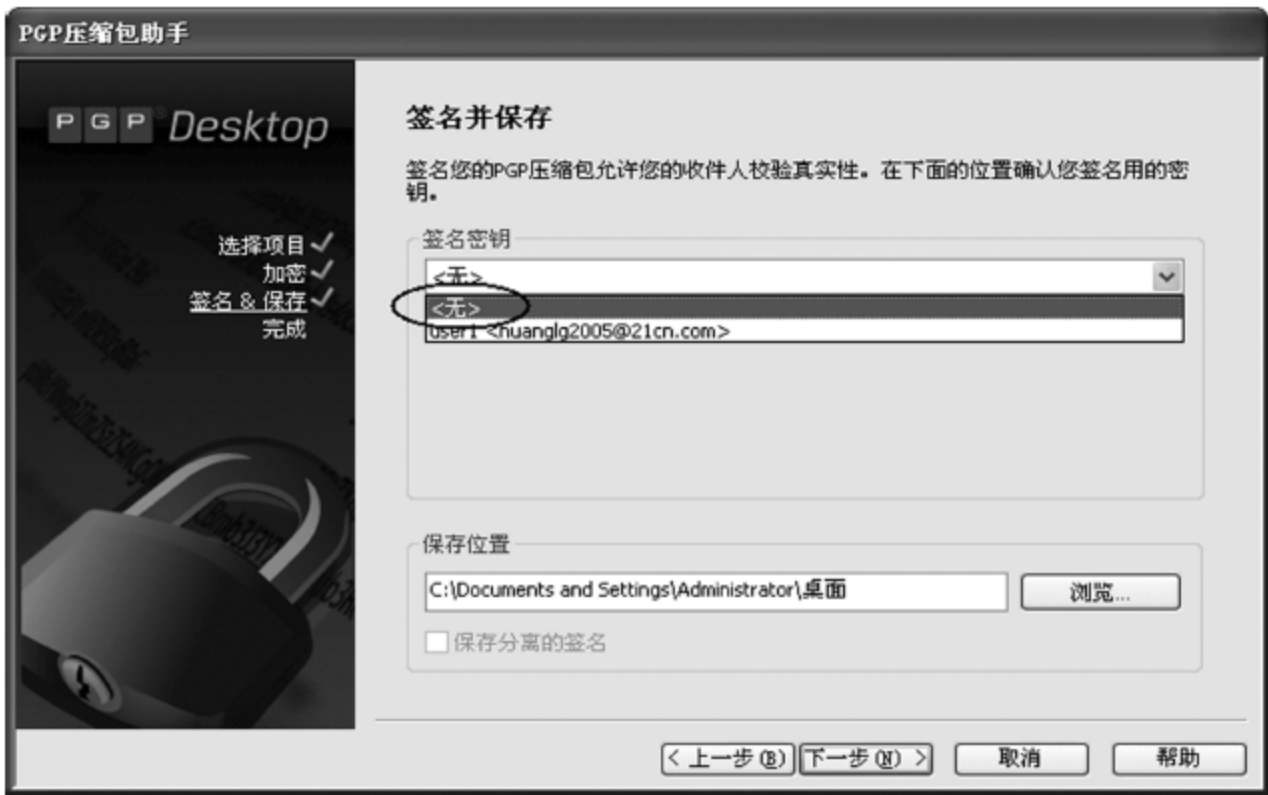 PGP压缩包助手
PGP® Desktop
选择项目
加密
签名 & 保存
完成
签名并保存
签名您的PGP压缩包允许您的收件人校验真实性。在下面的位置确认您签名用的密
钥。
签名密钥
<无>
<无>
user1 <huanglg2005@21cn.com>
保存位置
C:\Documents and Settings\Administrator\桌面
浏览...
保存分离的签名
< 上一步(B)
下一步(N) >
取消
帮助